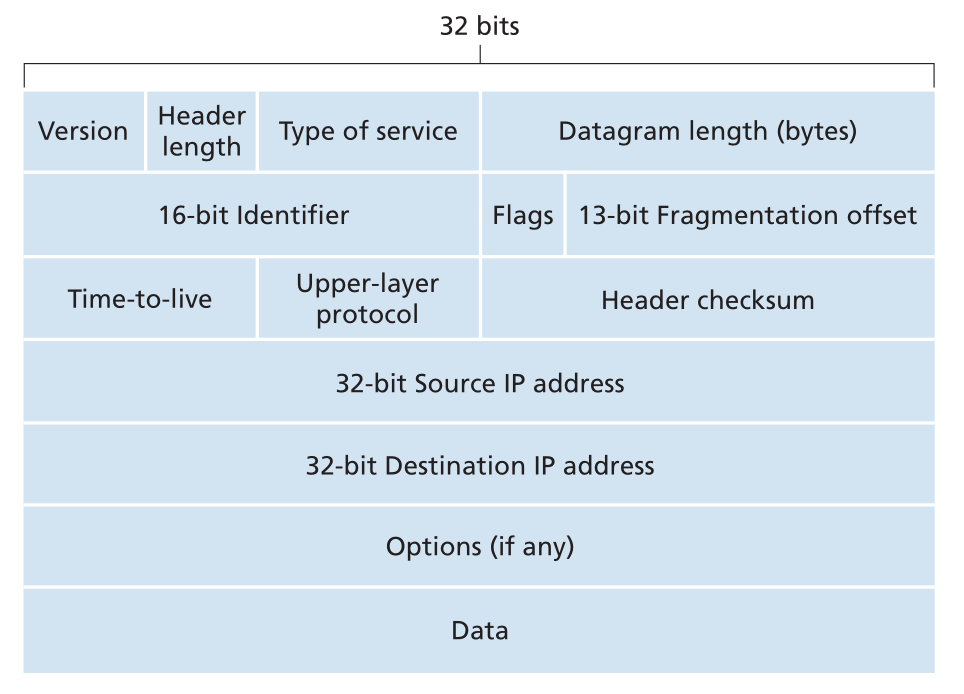 32 bits
Version
Header
length
Type of service
Datagram length (bytes)
16-bit Identifier
Flags
13-bit Fragmentation offset
Time-to-live
Upper-layer
protocol
Header checksum
32-bit Source IP address
32-bit Destination IP address
Options (if any)
Data